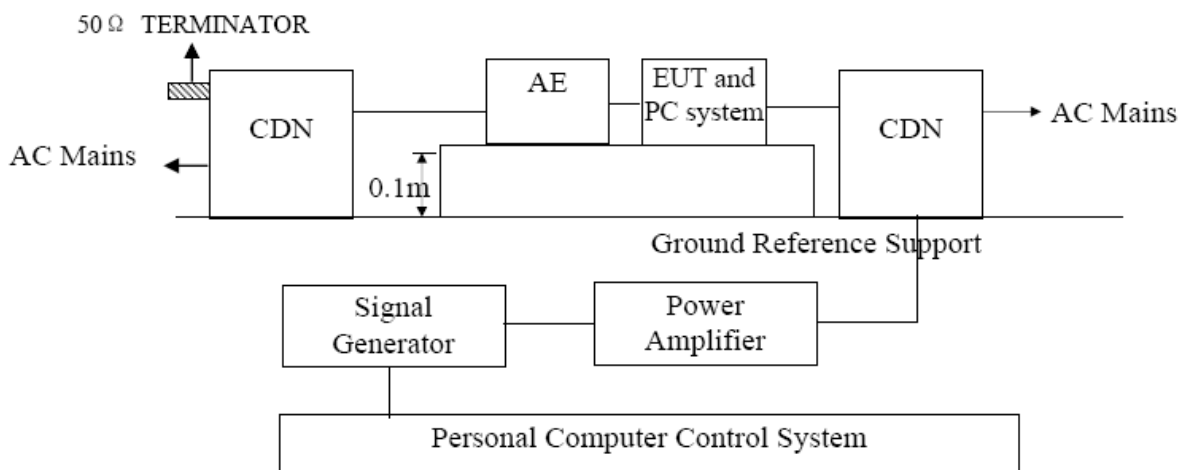 50Ω TERMINATOR
AE
EUT and
PC system
CDN
CDN
AC Mains
AC Mains
0.1m
Ground Reference Support
Signal
Generator
Power
Amplifier
Personal Computer Control System